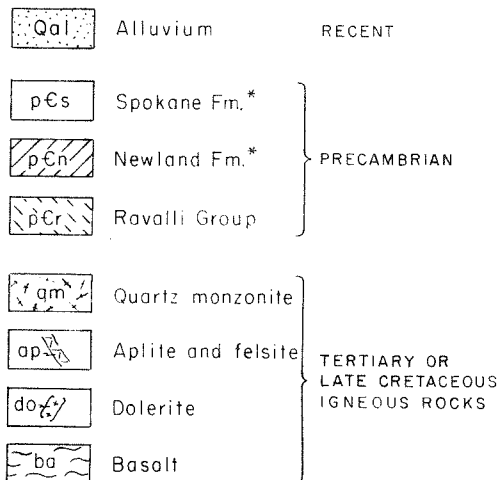 Qal Alluvium RECENT
p€s Spokane Fm.*
p€n Newland Fm.* PRECAMBRIAN
p€r Ravalli Group
qm Quartz monzonite
ap Aplite and felsite
TERTIARY OR
LATE CRETACEOUS
do Dolerite IGNEOUS ROCKS
ba Basalt